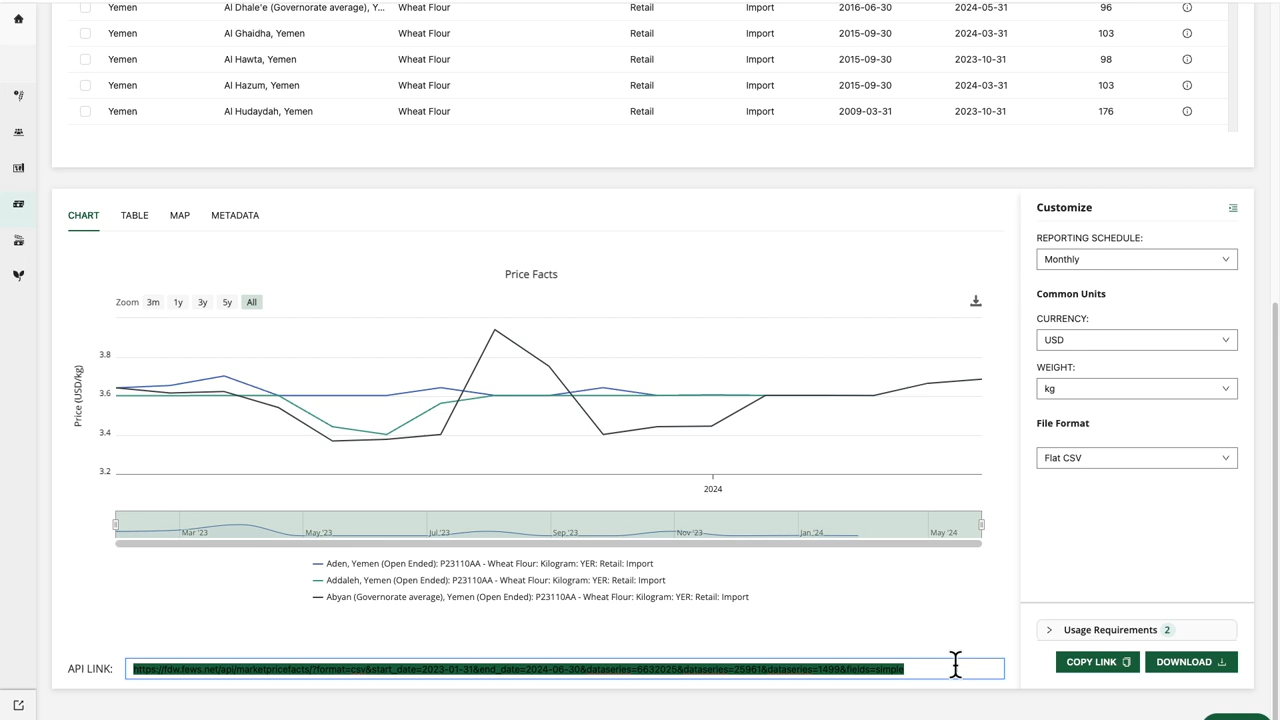 Yemen Al Dhale'e (Governorate average), Y... Wheat Flour Retail Import 2016-06-30 2024-05-31 96
Yemen Al Ghaidha, Yemen Wheat Flour Retail Import 2015-09-30 2024-03-31 103
Yemen Al Hawta, Yemen Wheat Flour Retail Import 2015-09-30 2023-10-31 98
Yemen Al Hazum, Yemen Wheat Flour Retail Import 2015-09-30 2024-03-31 103
Yemen Al Hudaydah, Yemen Wheat Flour Retail Import 2009-03-31 2023-10-31 176
CHART TABLE MAP METADATA
Price Facts
Zoom 3m 1y 3y 5y All
Price (USD/kg)
3.8
3.6
3.4
3.2
2024
Mar '23 May '23 Jul '23 Sep '23 Nov '23 Jan '24 May '24
Aden, Yemen (Open Ended): P23110AA - Wheat Flour: Kilogram: YER: Retail: Import
Addaleh, Yemen (Open Ended): P23110AA - Wheat Flour: Kilogram: YER: Retail: Import
Abyan (Governorate average), Yemen (Open Ended): P23110AA - Wheat Flour: Kilogram: YER: Retail: Import
API LINK: https://fdw.fews.net/api/marketpricefacts/?format=csv&start_date=2023-01-31&end_date=2024-06-30&dataseries=6632025&dataseries=25961&dataseries=1499&fields=simple
Customize
REPORTING SCHEDULE:
Monthly
Common Units
CURRENCY:
USD
WEIGHT:
kg
File Format
Flat CSV
Usage Requirements 2
COPY LINK DOWNLOAD